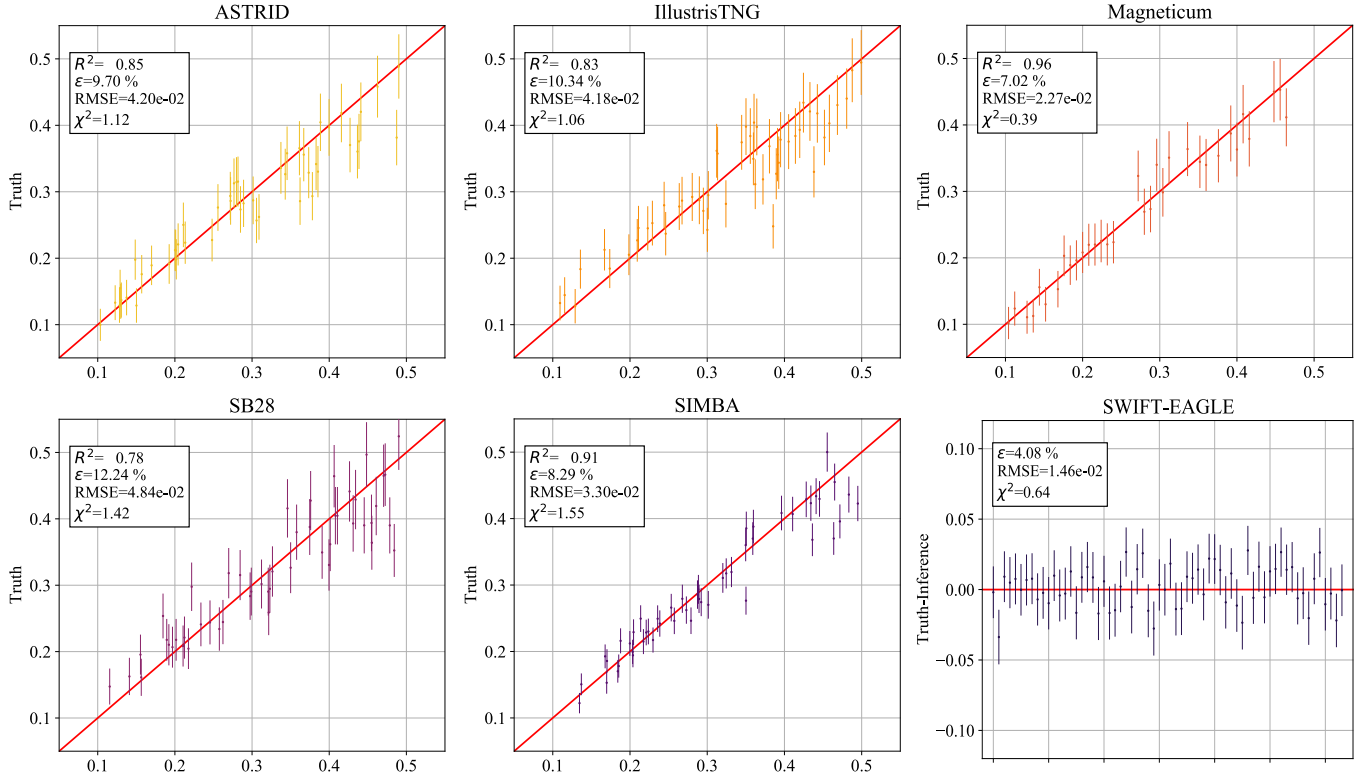 ASTRID
IllustrisTNG
Magneticum
R²= 0.85
ε=9.70 %
RMSE=4.20e-02
χ²=1.12
R²= 0.83
ε=10.34 %
RMSE=4.18e-02
χ²=1.06
R²= 0.96
ε=7.02 %
RMSE=2.27e-02
χ²=0.39
Truth
0.5
0.4
0.3
0.2
0.1
0.1 0.2 0.3 0.4 0.5
Truth
0.5
0.4
0.3
0.2
0.1
0.1 0.2 0.3 0.4 0.5
Truth
0.5
0.4
0.3
0.2
0.1
0.1 0.2 0.3 0.4 0.5
SB28
SIMBA
SWIFT-EAGLE
R²= 0.78
ε=12.24 %
RMSE=4.84e-02
χ²=1.42
R²= 0.91
ε=8.29 %
RMSE=3.30e-02
χ²=1.55
ε=4.08 %
RMSE=1.46e-02
χ²=0.64
Truth
0.5
0.4
0.3
0.2
0.1
0.1 0.2 0.3 0.4 0.5
Truth
0.5
0.4
0.3
0.2
0.1
0.1 0.2 0.3 0.4 0.5
Truth-Inference
0.10
0.05
0.00
−0.05
−0.10